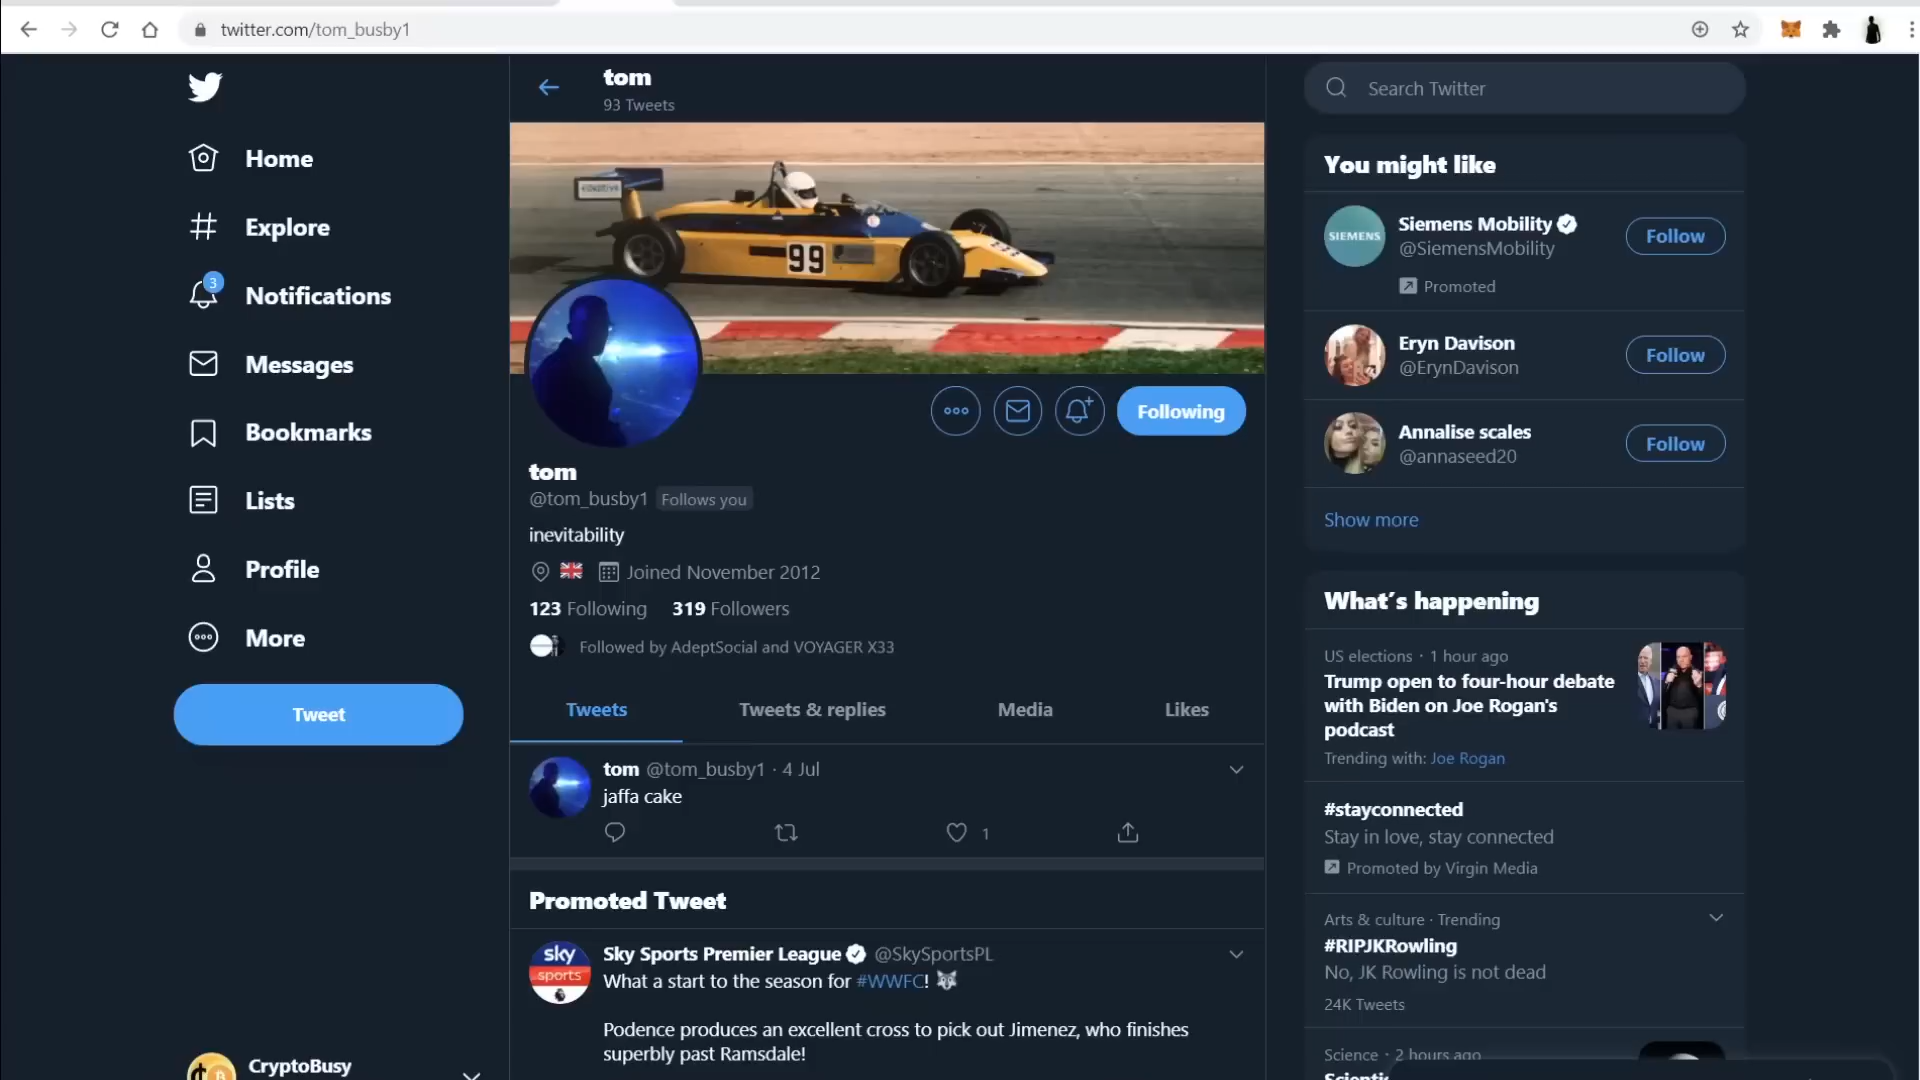 twitter.com/tom_busby1
Home
Explore
3
Notifications
Messages
Bookmarks
Lists
Profile
More
Tweet
CryptoBusy
tom
93 Tweets
99
Following
tom
@tom_busby1 Follows you
inevitability
Joined November 2012
123 Following 319 Followers
Followed by AdeptSocial and VOYAGER X33
Tweets Tweets & replies Media Likes
tom @tom_busby1 · 4 Jul
jaffa cake
1
Promoted Tweet
sky
sports
Sky Sports Premier League @SkySportsPL
What a start to the season for #WWFC! 🐺
Podence produces an excellent cross to pick out Jimenez, who finishes
superbly past Ramsdale!
Search Twitter
You might like
SIEMENS
Siemens Mobility
@SiemensMobility
Promoted
Follow
Eryn Davison
@ErynDavison
Follow
Annalise scales
@annaseed20
Follow
Show more
What's happening
US elections · 1 hour ago
Trump open to four-hour debate
with Biden on Joe Rogan's
podcast
Trending with: Joe Rogan
#stayconnected
Stay in love, stay connected
Promoted by Virgin Media
Arts & culture · Trending
#RIPJKRowling
No, JK Rowling is not dead
24K Tweets
Science · 2 hours ago